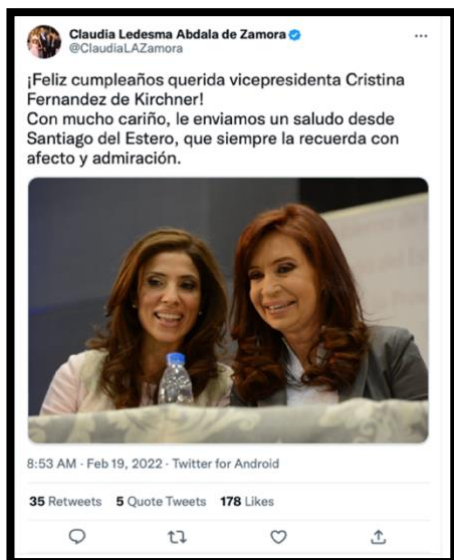 Claudia Ledesma Abdala de Zamora
@ClaudiaLAZamora
¡Feliz cumpleaños querida vicepresidenta Cristina
Fernandez de Kirchner!
Con mucho cariño, le enviamos un saludo desde
Santiago del Estero, que siempre la recuerda con
afecto y admiración.
8:53 AM · Feb 19, 2022 · Twitter for Android
35 Retweets 5 Quote Tweets 178 Likes